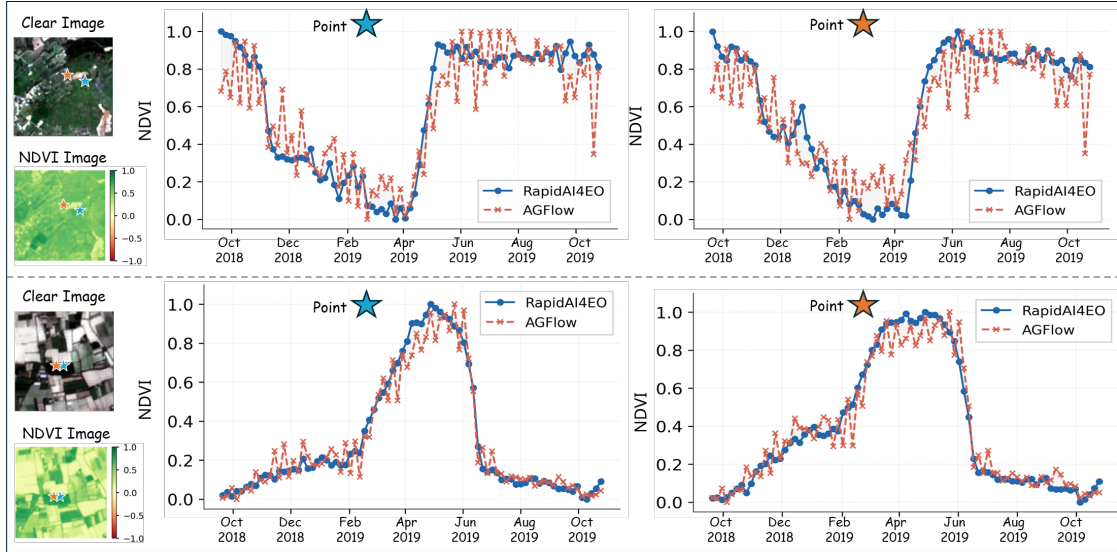 Clear Image
NDVI Image
1.0
0.5
0.0
−0.5
−1.0
Point
NDVI
1.0
0.8
0.6
0.4
0.2
0.0
RapidAI4EO
AGFlow
Oct 2018
Dec 2018
Feb 2019
Apr 2019
Jun 2019
Aug 2019
Oct 2019
Point
NDVI
1.0
0.8
0.6
0.4
0.2
0.0
RapidAI4EO
AGFlow
Oct 2018
Dec 2018
Feb 2019
Apr 2019
Jun 2019
Aug 2019
Oct 2019
Clear Image
NDVI Image
1.0
0.5
0.0
−0.5
−1.0
Point
NDVI
1.0
0.8
0.6
0.4
0.2
0.0
RapidAI4EO
AGFlow
Oct 2018
Dec 2018
Feb 2019
Apr 2019
Jun 2019
Aug 2019
Oct 2019
Point
NDVI
1.0
0.8
0.6
0.4
0.2
0.0
RapidAI4EO
AGFlow
Oct 2018
Dec 2018
Feb 2019
Apr 2019
Jun 2019
Aug 2019
Oct 2019